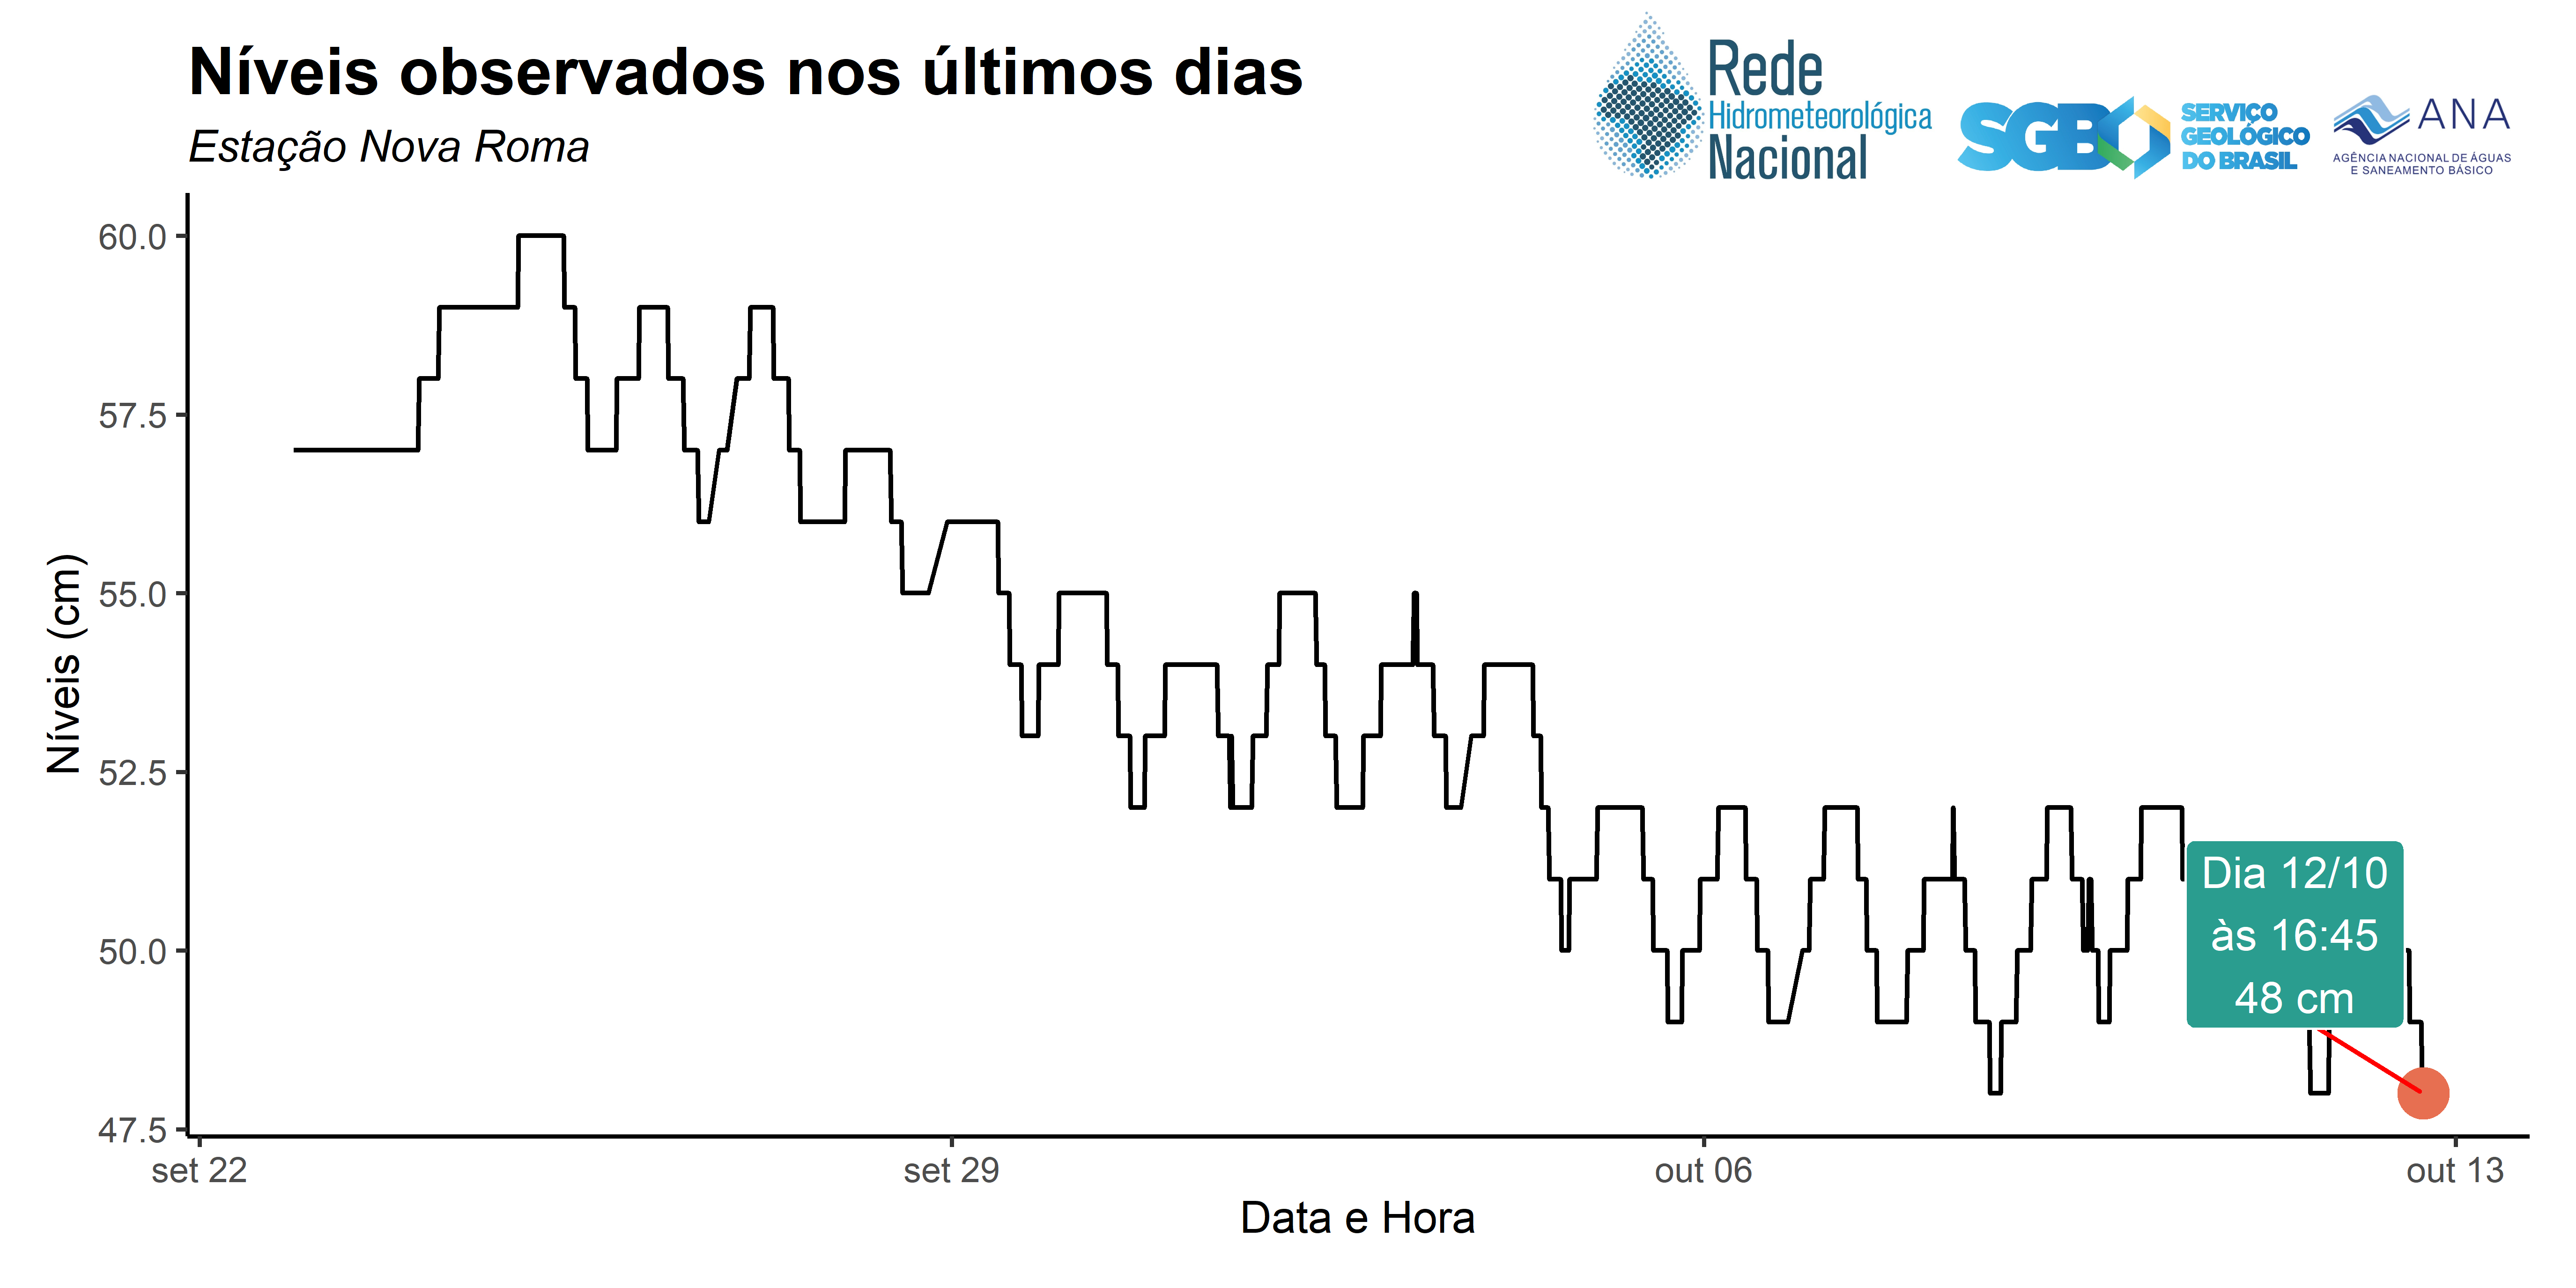 Níveis observados nos últimos dias
Estação Nova Roma
Rede
Hidrometeorológica
Nacional
SGB
SERVIÇO
GEOLÓGICO
DO BRASIL
ANA
AGÊNCIA NACIONAL DE ÁGUAS
E SANEAMENTO BÁSICO
Níveis (cm)
60.0
57.5
55.0
52.5
50.0
47.5
Dia 12/10
às 16:45
48 cm
set 22
set 29
out 06
out 13
Data e Hora